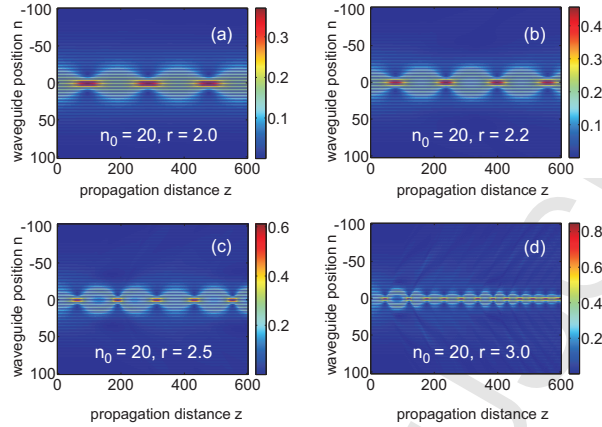 -100
-50
0
50
100
waveguide position n
(a)
n0 = 20, r = 2.0
0 200 400 600
propagation distance z
0.3
0.2
0.1
-100
-50
0
50
100
waveguide position n
(b)
n0 = 20, r = 2.2
0 200 400 600
propagation distance z
0.4
0.3
0.2
0.1
-100
-50
0
50
100
waveguide position n
(c)
n0 = 20, r = 2.5
0 200 400 600
propagation distance z
0.6
0.4
0.2
-100
-50
0
50
100
waveguide position n
(d)
n0 = 20, r = 3.0
0 200 400 600
propagation distance z
0.8
0.6
0.4
0.2